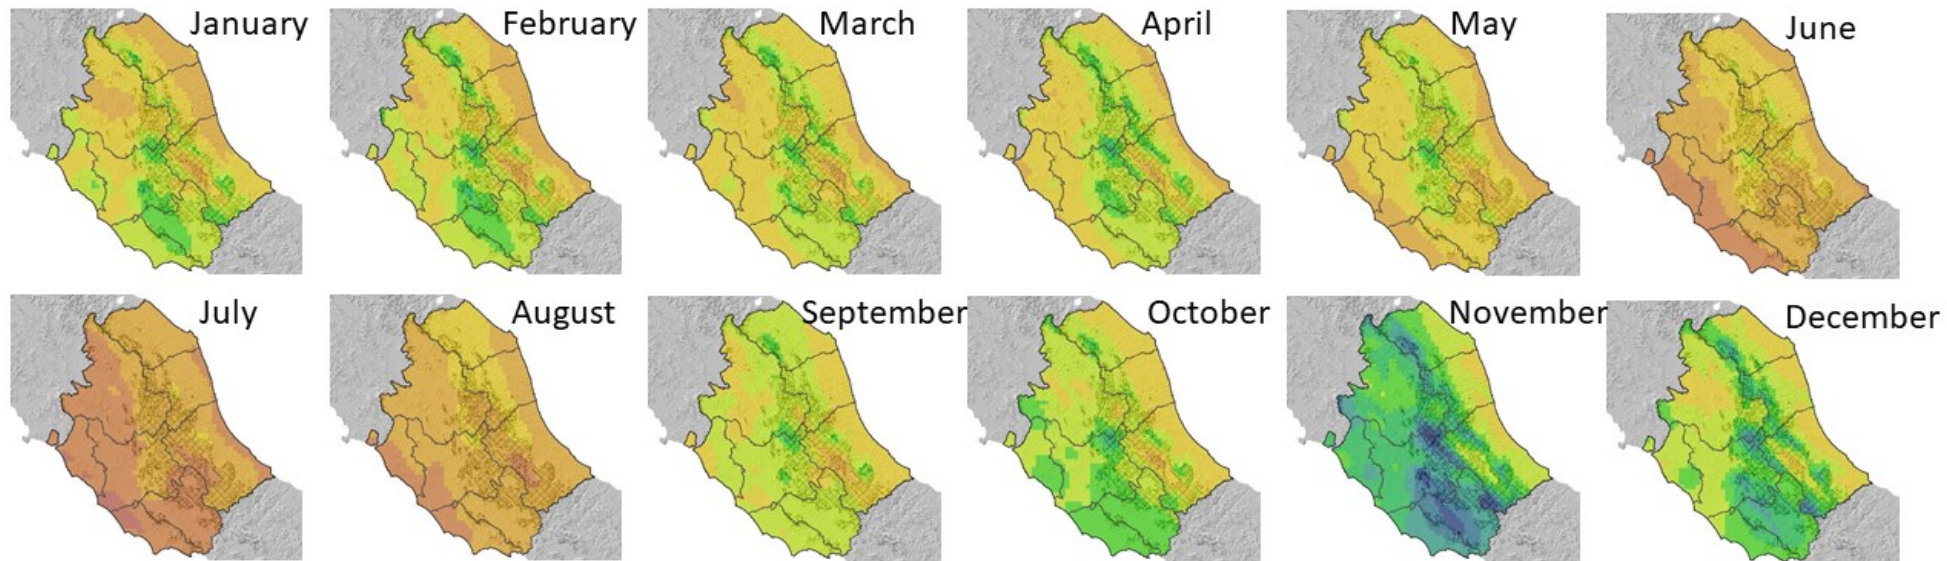 January
February
March
April
May
June
July
August
September
October
November
December